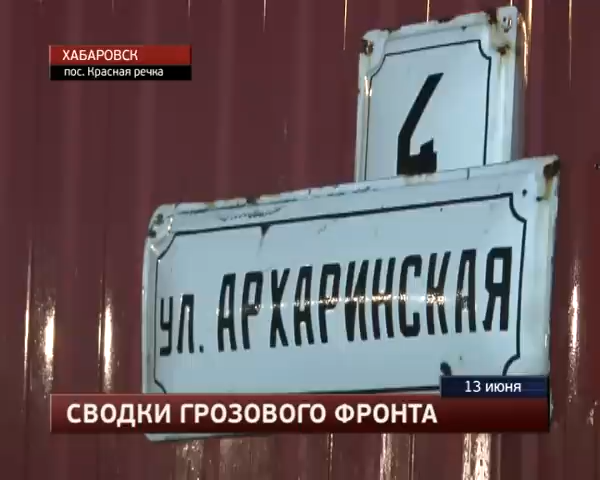 ХАБАРОВСК
пос. Красная речка
4
ул. АРХАРИНСКАЯ
13 июня
СВОДКИ ГРОЗОВОГО ФРОНТА